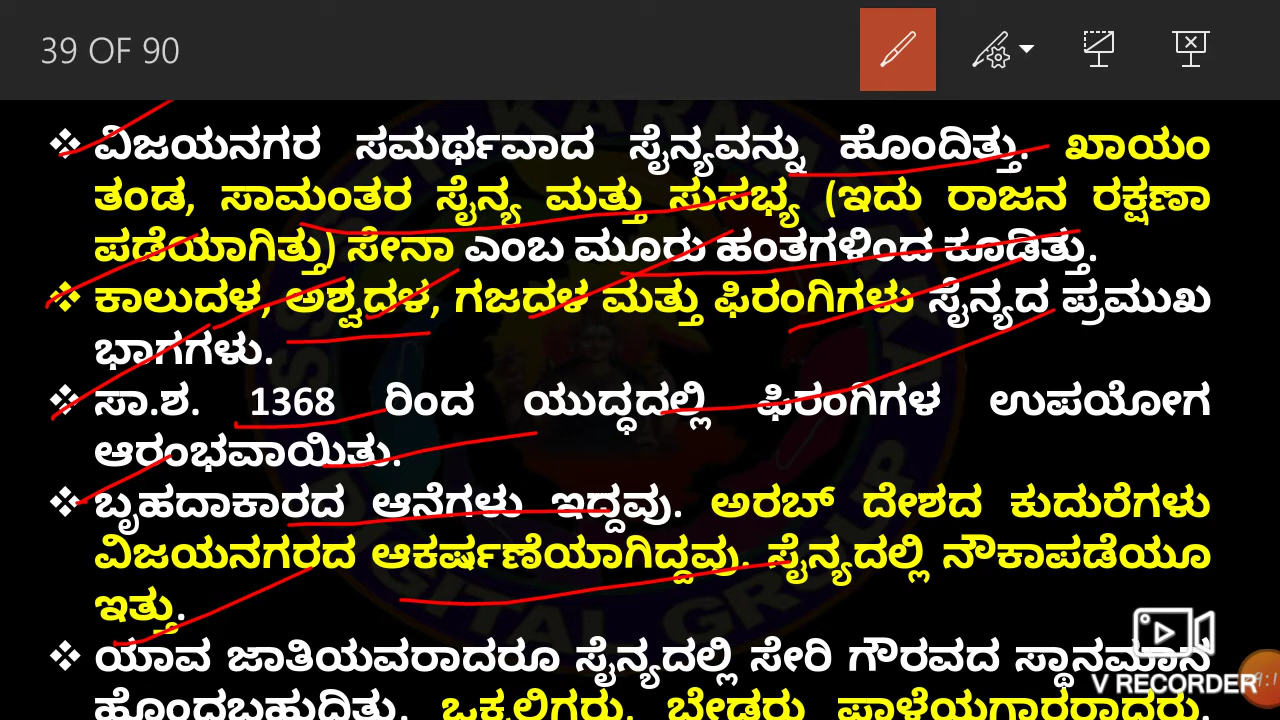 39 OF 90
❖ ವಿಜಯನಗರ ಸಮರ್ಥವಾದ ಸೈನ್ಯವನ್ನು ಹೊಂದಿತ್ತು. ಖಾಯಂ
ತಂಡ, ಸಾಮಂತರ ಸೈನ್ಯ ಮತ್ತು ಸುಸಭ್ಯ (ಇದು ರಾಜನ ರಕ್ಷಣಾ
ಪಡೆಯಾಗಿತ್ತು) ಸೇನಾ ಎಂಬ ಮೂರು ಹಂತಗಳಿಂದ ಕೂಡಿತ್ತು.
❖ ಕಾಲುದಳ, ಅಶ್ವದಳ, ಗಜದಳ ಮತ್ತು ಫಿರಂಗಿಗಳು ಸೈನ್ಯದ ಪ್ರಮುಖ
ಭಾಗಗಳು.
❖ ಸಾ.ಶ. 1368 ರಿಂದ ಯುದ್ಧದಲ್ಲಿ ಫಿರಂಗಿಗಳ ಉಪಯೋಗ
ಆರಂಭವಾಯಿತು.
❖ ಬೃಹದಾಕಾರದ ಆನೆಗಳು ಇದ್ದವು. ಅರಬ್ ದೇಶದ ಕುದುರೆಗಳು
ವಿಜಯನಗರದ ಆಕರ್ಷಣೆಯಾಗಿದ್ದವು. ಸೈನ್ಯದಲ್ಲಿ ನೌಕಾಪಡೆಯೂ
ಇತ್ತು.
❖ ಯಾವ ಜಾತಿಯವರಾದರೂ ಸೈನ್ಯದಲ್ಲಿ ಸೇರಿ ಗೌರವದ ಸ್ಥಾನಮಾನ
ಹೊಂದಬಹುದಿತ್ತು. ಒಕ್ಕಲಿಗರು, ಬೇಡರು ಪಾಳೆಯಗಾರರಾದರು.
V RECORDER